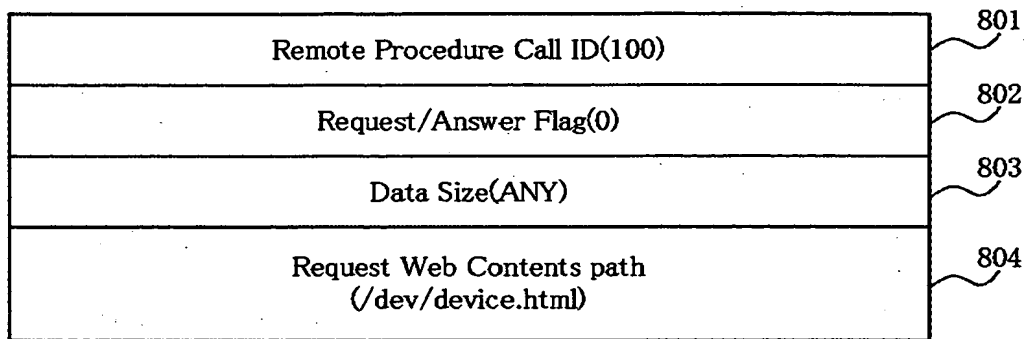 Remote Procedure Call ID(100)
801
Request/Answer Flag(0)
802
Data Size(ANY)
803
Request Web Contents path
(/dev/device.html)
804